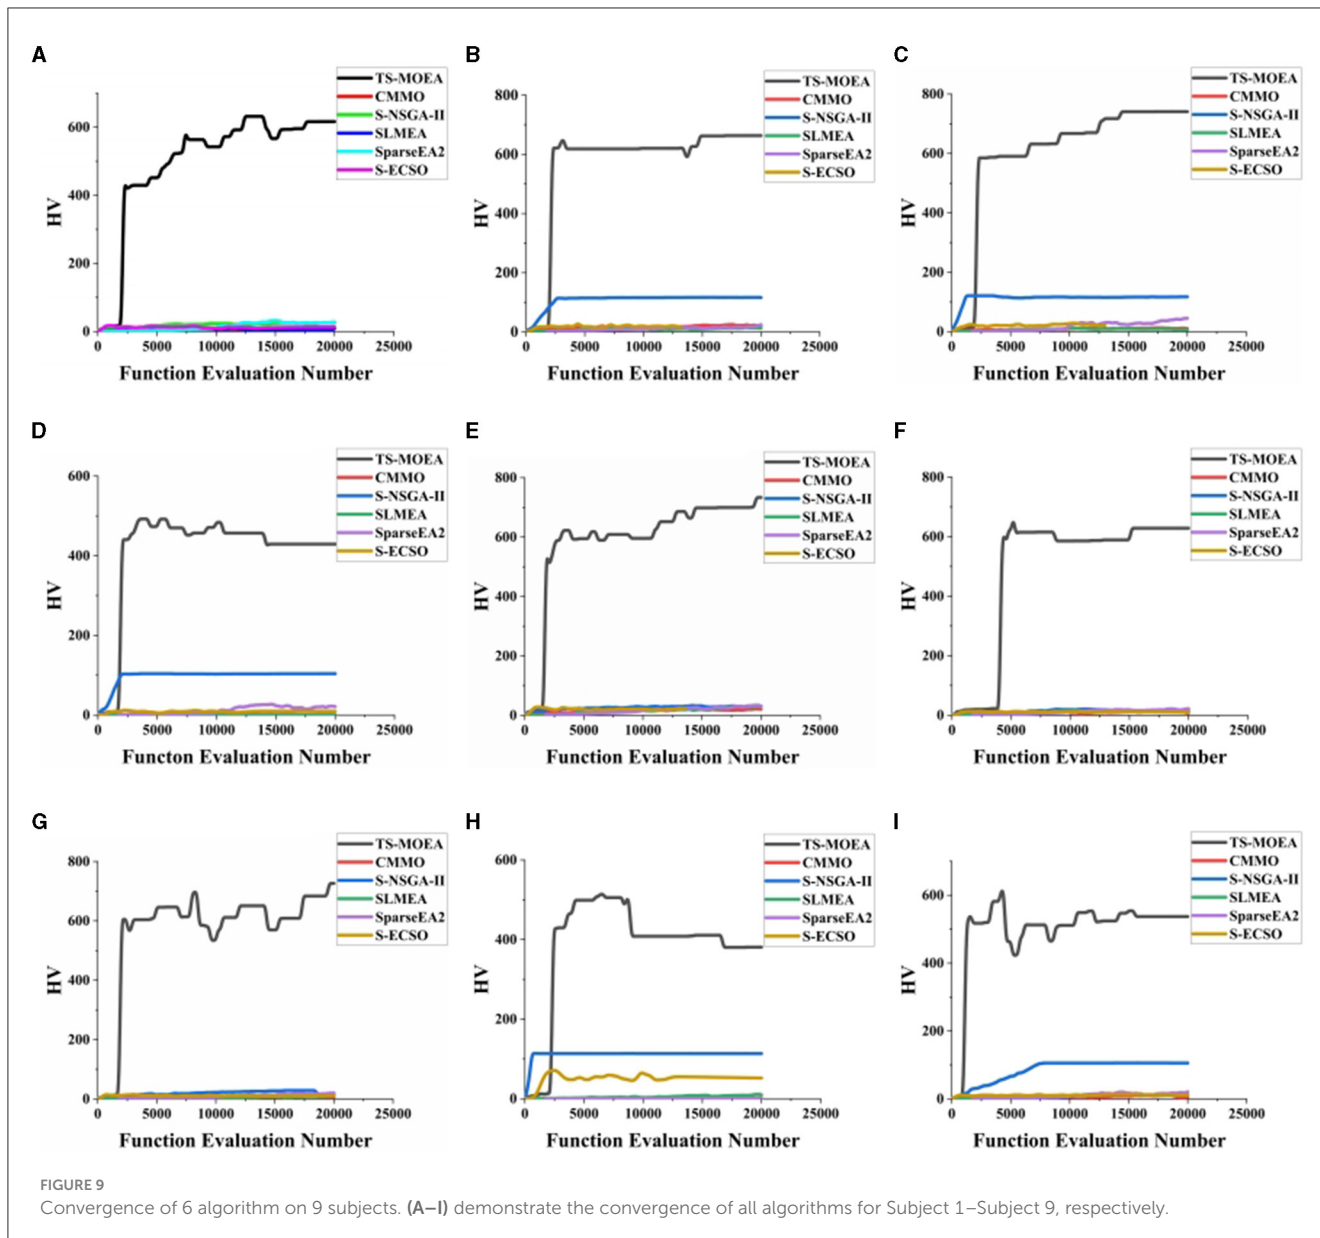 A
TS-MOEA
CMMO
S-NSGA-II
SLMEA
SparseEA2
S-ECSO
600
400
200
0
HV
0 5000 10000 15000 20000 25000
Function Evaluation Number
B
TS-MOEA
CMMO
S-NSGA-II
SLMEA
SparseEA2
S-ECSO
800
600
400
200
0
HV
0 5000 10000 15000 20000 25000
Function Evaluation Number
C
TS-MOEA
CMMO
S-NSGA-II
SLMEA
SparseEA2
S-ECSO
800
600
400
200
0
HV
0 5000 10000 15000 20000 25000
Function Evaluation Number
D
TS-MOEA
CMMO
S-NSGA-II
SLMEA
SparseEA2
S-ECSO
600
400
200
0
HV
0 5000 10000 15000 20000 25000
Functon Evaluation Number
E
TS-MOEA
CMMO
S-NSGA-II
SLMEA
SparseEA2
S-ECSO
800
600
400
200
0
HV
0 5000 10000 15000 20000 25000
Function Evaluation Number
F
TS-MOEA
CMMO
S-NSGA-II
SLMEA
SparseEA2
S-ECSO
800
600
400
200
0
HV
0 5000 10000 15000 20000 25000
Function Evaluation Number
G
TS-MOEA
CMMO
S-NSGA-II
SLMEA
SparseEA2
S-ECSO
800
600
400
200
0
HV
0 5000 10000 15000 20000 25000
Function Evaluation Number
H
TS-MOEA
CMMO
S-NSGA-II
SLMEA
SparseEA2
S-ECSO
600
400
200
0
HV
0 5000 10000 15000 20000 25000
Function Evaluation Number
I
TS-MOEA
CMMO
S-NSGA-II
SLMEA
SparseEA2
S-ECSO
600
400
200
0
HV
0 5000 10000 15000 20000 25000
Function Evaluation Number
FIGURE 9
Convergence of 6 algorithm on 9 subjects. (A–I) demonstrate the convergence of all algorithms for Subject 1–Subject 9, respectively.